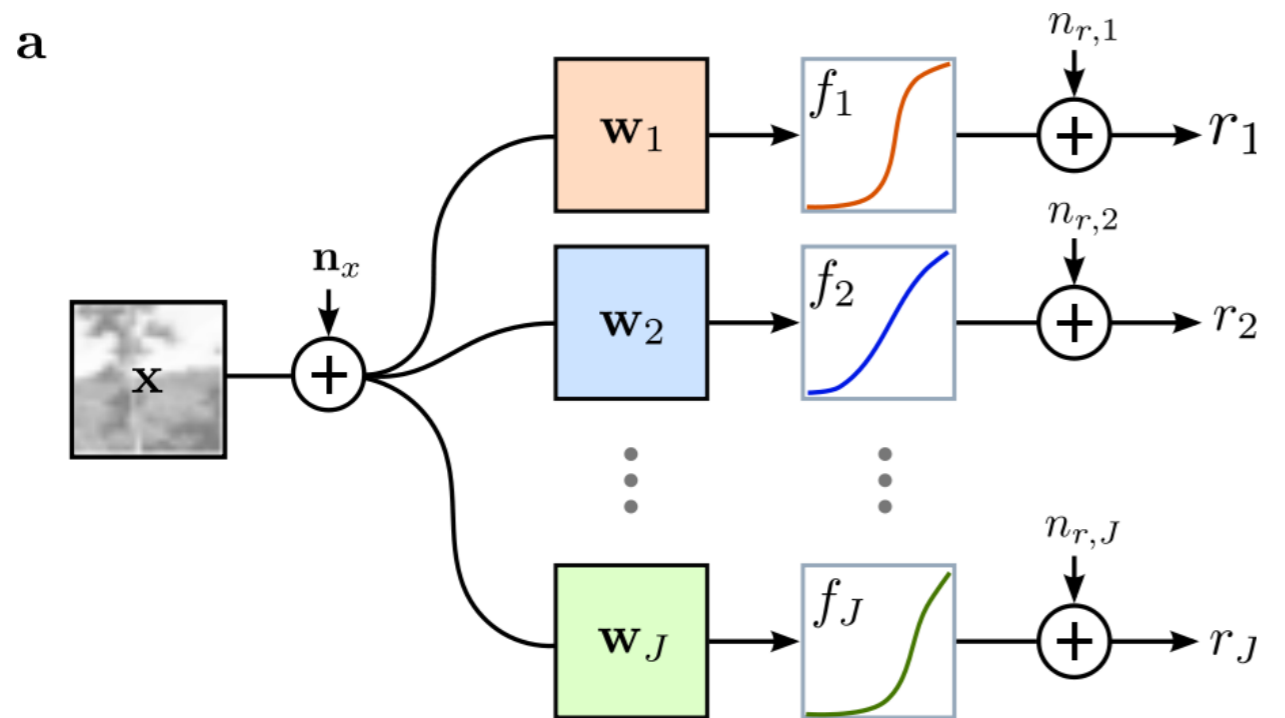 a
n_{r,1}
w_1 f_1 + r_1
n_{r,2}
n_x
w_2 f_2 + r_2
x +
n_{r,J}
w_J f_J + r_J